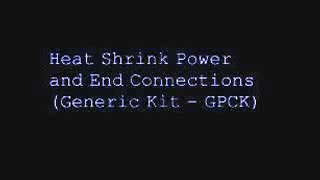 Heat Shrink Power
and End Connections
(Generic Kit - GPCK)